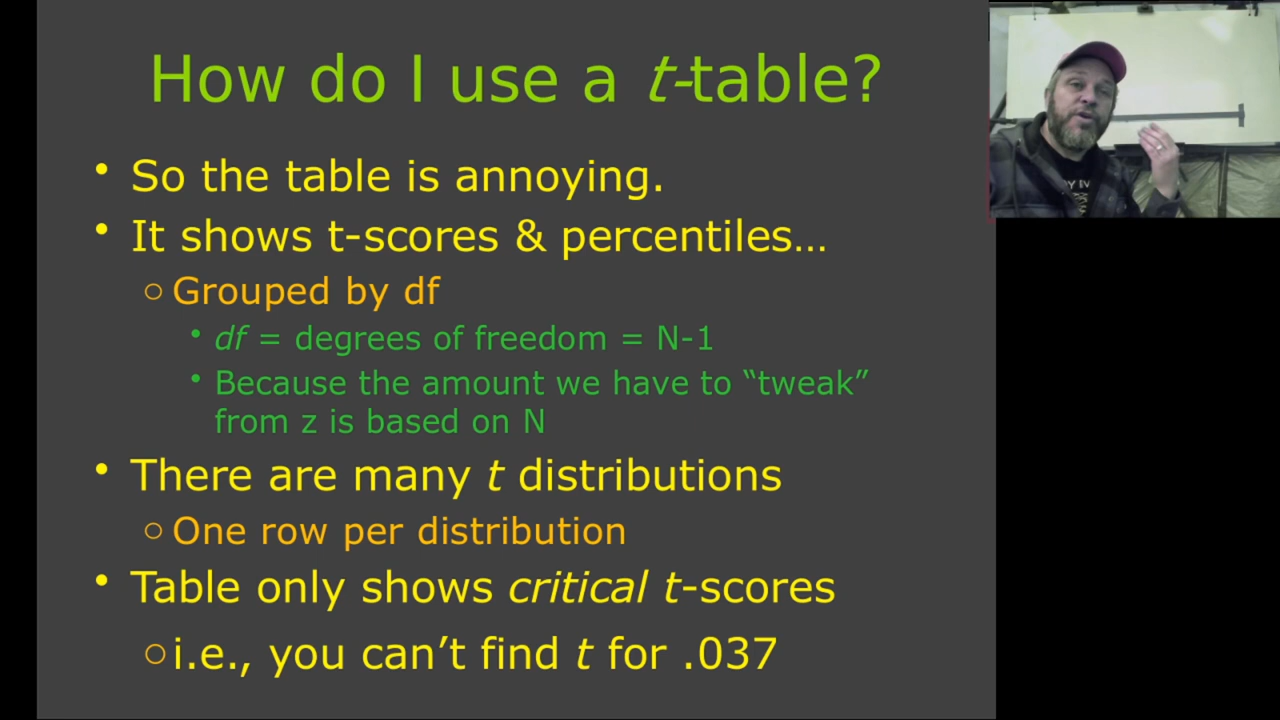 How do I use a t-table?
• So the table is annoying.
• It shows t-scores & percentiles…
○ Grouped by df
• df = degrees of freedom = N-1
• Because the amount we have to “tweak”
from z is based on N
• There are many t distributions
○ One row per distribution
• Table only shows critical t-scores
○ i.e., you can’t find t for .037